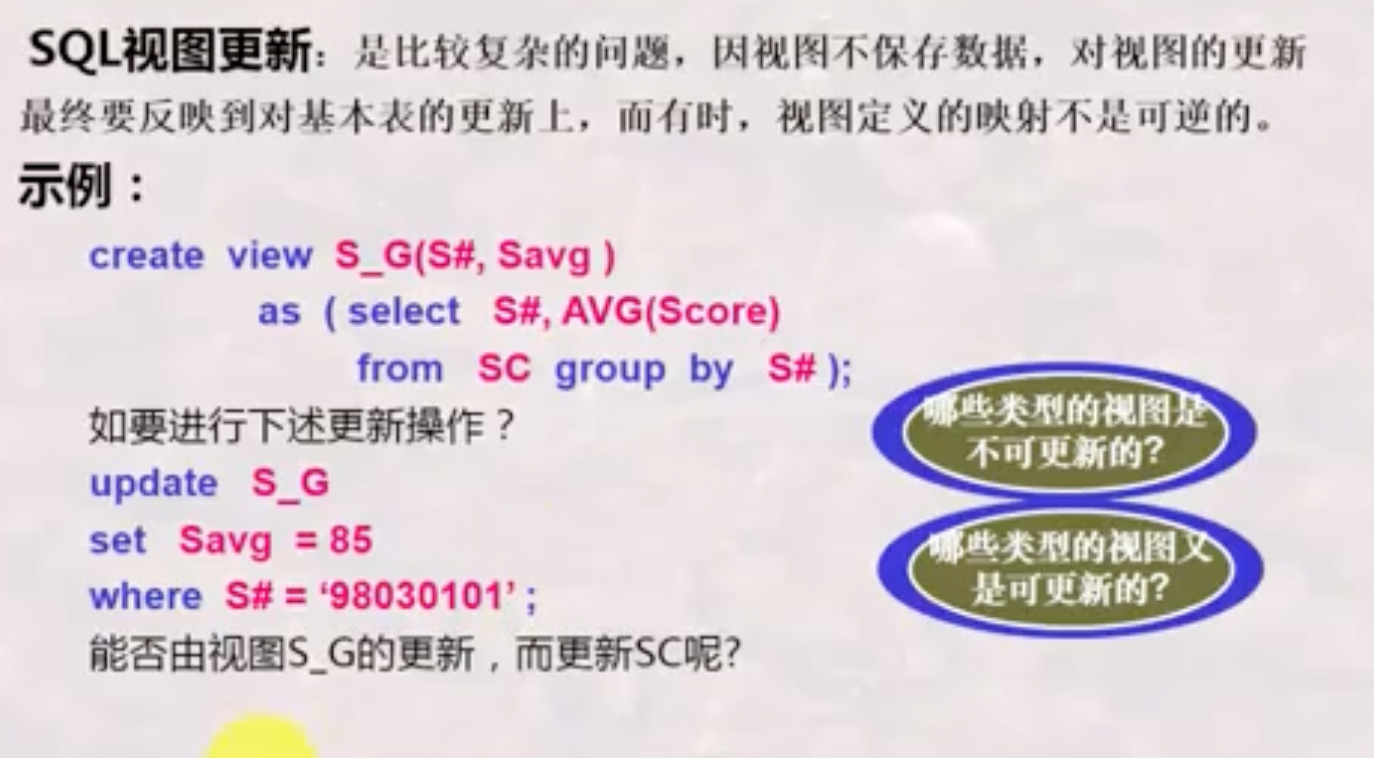 SQL视图更新：是比较复杂的问题，因视图不保存数据，对视图的更新
最终要反映到对基本表的更新上，而有时，视图定义的映射不是可逆的。
示例：
create view S_G(S#, Savg )
as ( select S#, AVG(Score)
from SC group by S# );
如要进行下述更新操作？
update S_G
set Savg = 85
where S# = ‘98030101’ ;
能否由视图S_G的更新，而更新SC呢?
哪些类型的视图是
不可更新的?
哪些类型的视图又
是可更新的?